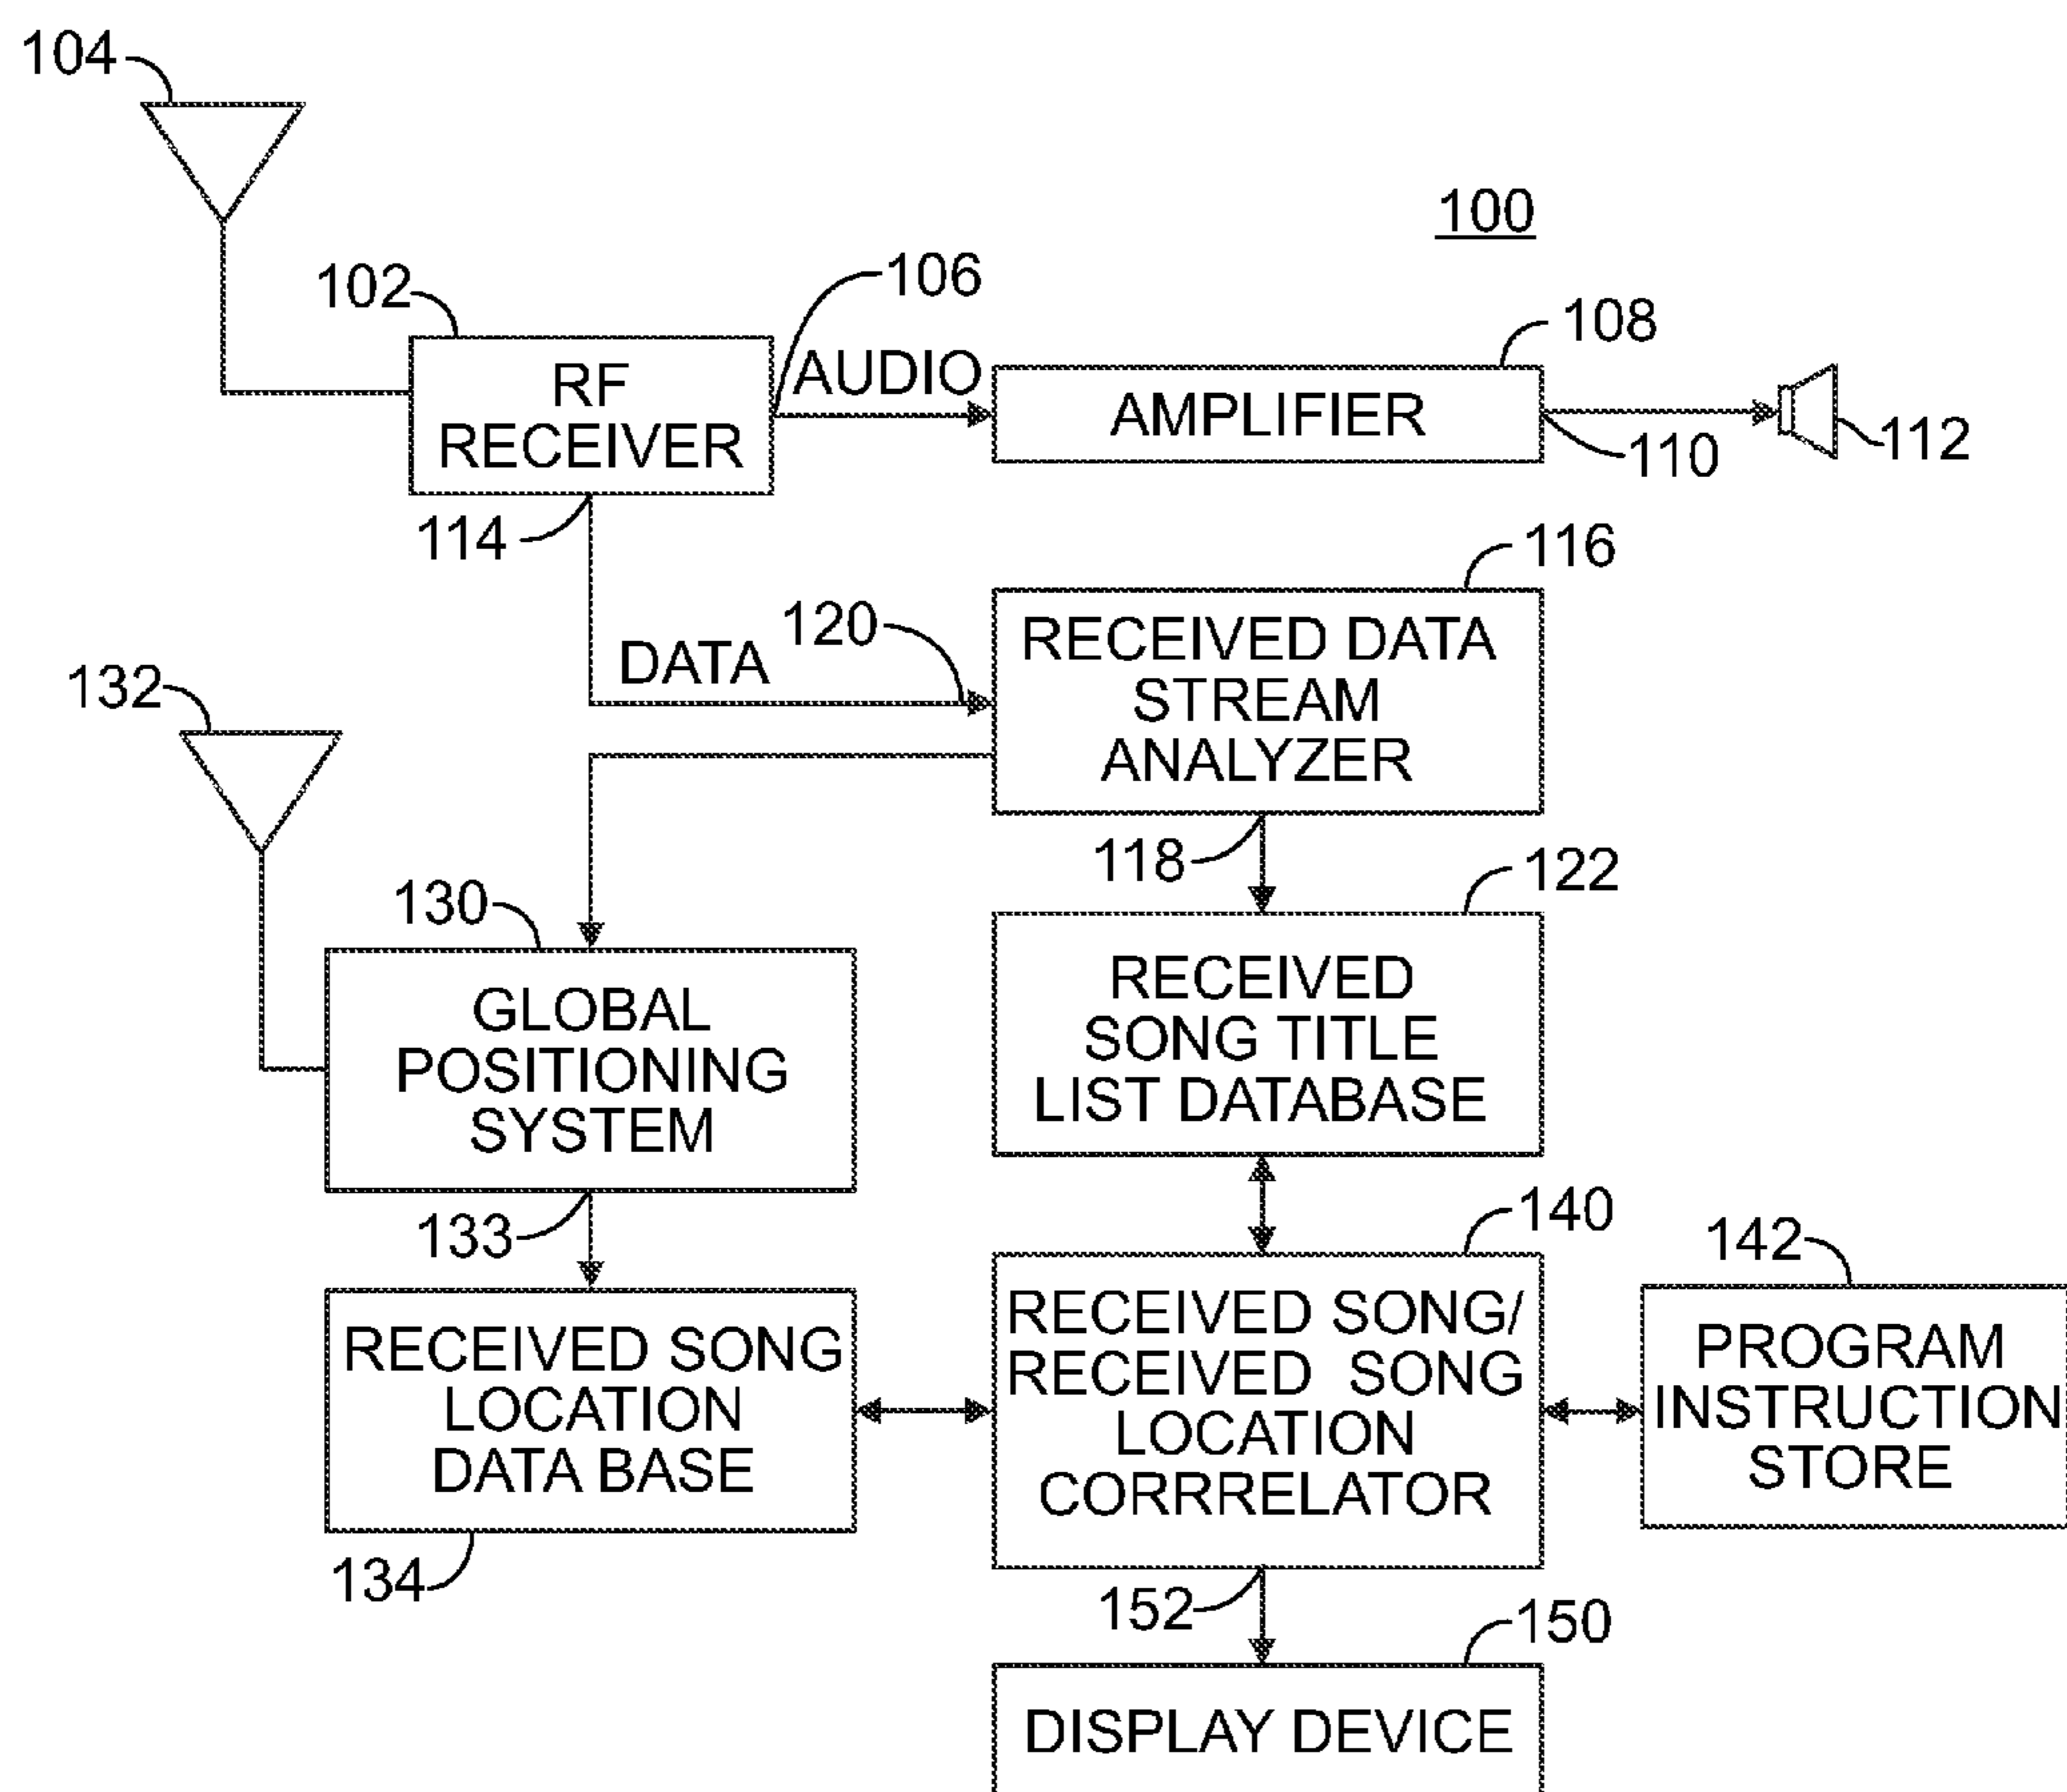 104
100
102
106
108
RF
RECEIVER
AUDIO
AMPLIFIER
110
112
114
116
120
DATA
RECEIVED DATA
STREAM
ANALYZER
132
118
122
130
GLOBAL
POSITIONING
SYSTEM
RECEIVED
SONG TITLE
LIST DATABASE
133
140
142
RECEIVED SONG
LOCATION
DATA BASE
RECEIVED SONG/
RECEIVED SONG
LOCATION
CORRRELATOR
PROGRAM
INSTRUCTION
STORE
134
152
150
DISPLAY DEVICE